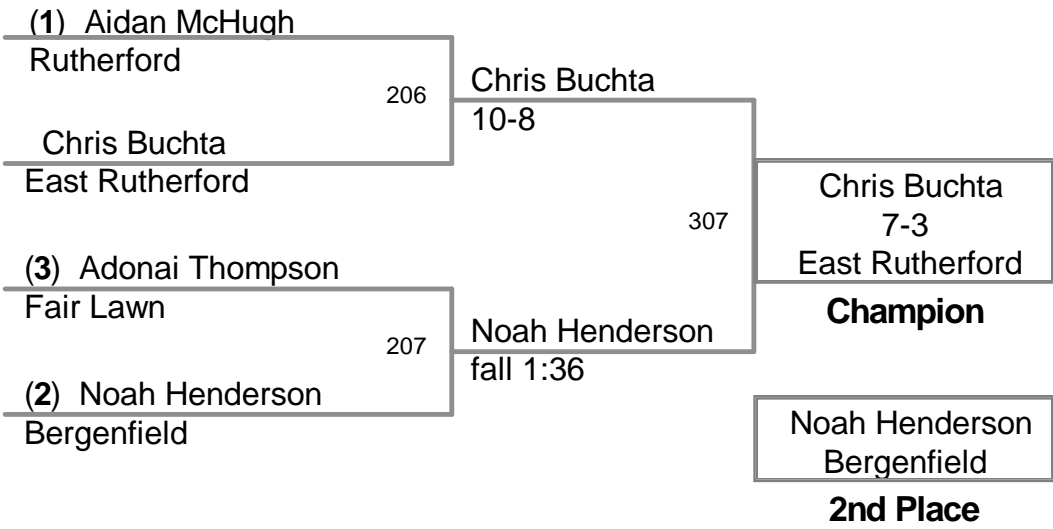 (1) Aidan McHugh
Rutherford
206
Chris Buchta
East Rutherford
Chris Buchta
10-8
(3) Adonai Thompson
Fair Lawn
207
(2) Noah Henderson
Bergenfield
Noah Henderson
fall 1:36
307
Chris Buchta
7-3
East Rutherford
Champion
Noah Henderson
Bergenfield
2nd Place